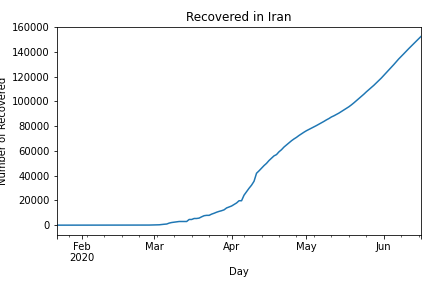 Recovered in Iran
160000
140000
120000
100000
80000
60000
40000
20000
0
Number of Recovered
Feb
2020
Mar
Apr
May
Jun
Day